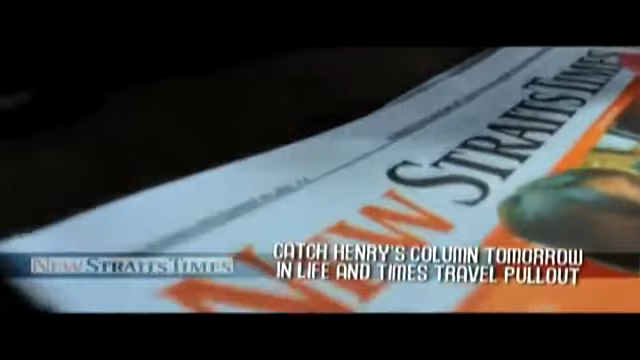 NEW STRAITS TIMES
NEW STRAITS TIMES
CATCH HENRY'S COLUMN TOMORROW
IN LIFE AND TIMES TRAVEL PULLOUT